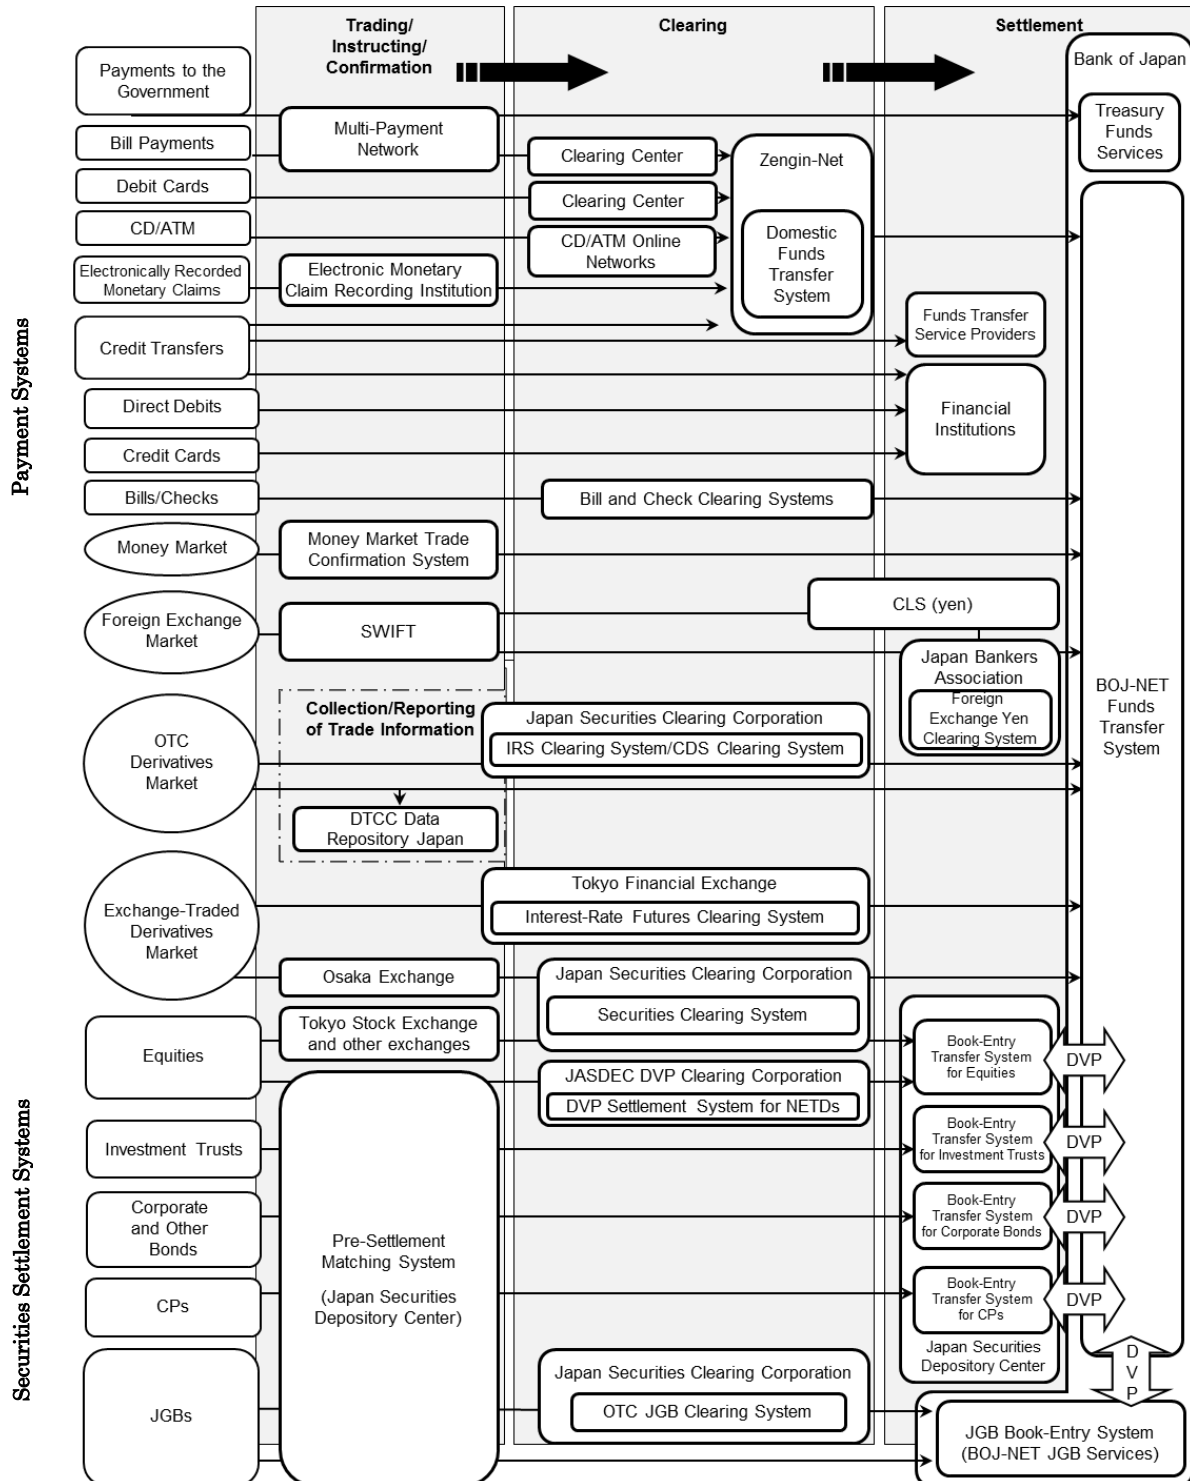 Trading/
Instructing/
Confirmation
Clearing
Settlement
Payment Systems
Securities Settlement Systems
Bank of Japan
Payments to the
Government
Treasury
Funds
Services
Bill Payments
Multi-Payment
Network
Clearing Center
Zengin-Net
Debit Cards
Clearing Center
CD/ATM
CD/ATM Online
Networks
Domestic
Funds
Transfer
System
Electronically Recorded
Monetary Claims
Electronic Monetary
Claim Recording Institution
Credit Transfers
Funds Transfer
Service Providers
Direct Debits
Financial
Institutions
Credit Cards
Bills/Checks
Bill and Check Clearing Systems
Money Market
Money Market Trade
Confirmation System
Foreign Exchange
Market
SWIFT
CLS (yen)
Japan Bankers
Association
Foreign
Exchange Yen
Clearing System
BOJ-NET
Funds
Transfer
System
OTC
Derivatives
Market
Collection/Reporting
of Trade Information
Japan Securities Clearing Corporation
IRS Clearing System/CDS Clearing System
DTCC Data
Repository Japan
Exchange-Traded
Derivatives
Market
Tokyo Financial Exchange
Interest-Rate Futures Clearing System
Osaka Exchange
Japan Securities Clearing Corporation
Securities Clearing System
Equities
Tokyo Stock Exchange
and other exchanges
Book-Entry
Transfer System
for Equities
DVP
JASDEC DVP Clearing Corporation
DVP Settlement System for NETDs
Investment Trusts
Book-Entry
Transfer System
for Investment Trusts
DVP
Corporate
and Other
Bonds
Pre-Settlement
Matching System
(Japan Securities
Depository Center)
Book-Entry
Transfer System
for Corporate Bonds
DVP
CPs
Book-Entry
Transfer System
for CPs
DVP
Japan Securities
Depository Center
D
V
P
JGBs
Japan Securities Clearing Corporation
OTC JGB Clearing System
JGB Book-Entry System
(BOJ-NET JGB Services)